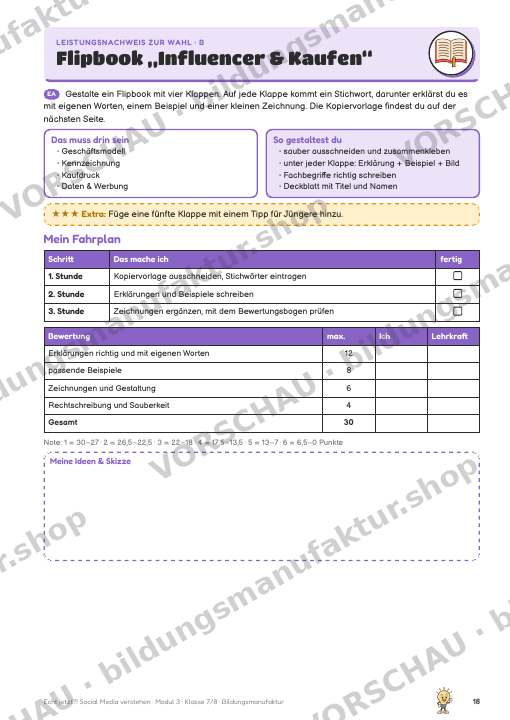 LEISTUNGSNACHWEIS ZUR WAHL · B
Flipbook „Influencer & Kaufen“
EA Gestalte ein Flipbook mit vier Klappen. Auf jede Klappe kommt ein Stichwort, darunter erklärst du es
mit eigenen Worten, einem Beispiel und einer kleinen Zeichnung. Die Kopiervorlage findest du auf der
nächsten Seite.
Das muss drin sein
· Geschäftsmodell
· Kennzeichnung
· Kaufdruck
· Daten & Werbung
So gestaltest du
· sauber ausschneiden und zusammenkleben
· unter jeder Klappe: Erklärung + Beispiel + Bild
· Fachbegriffe richtig schreiben
· Deckblatt mit Titel und Namen
★★★ Extra: Füge eine fünfte Klappe mit einem Tipp für Jüngere hinzu.
Mein Fahrplan
Schritt Das mache ich fertig
1. Stunde Kopiervorlage ausschneiden, Stichwörter eintragen
2. Stunde Erklärungen und Beispiele schreiben
3. Stunde Zeichnungen ergänzen, mit dem Bewertungsbogen prüfen
Bewertung max. Ich Lehrkraft
Erklärungen richtig und mit eigenen Worten 12
passende Beispiele 8
Zeichnungen und Gestaltung 6
Rechtschreibung und Sauberkeit 4
Gesamt 30
Note: 1 = 30–27 · 2 = 26,5–22,5 · 3 = 22–18 · 4 = 17,5–13,5 · 5 = 13–7 · 6 = 6,5–0 Punkte
Meine Ideen & Skizze
Echt jetzt?! Social Media verstehen · Modul 3 · Klasse 7/8 · Bildungsmanufaktur 18
VORSCHAU · bildungsmanufaktur.shop